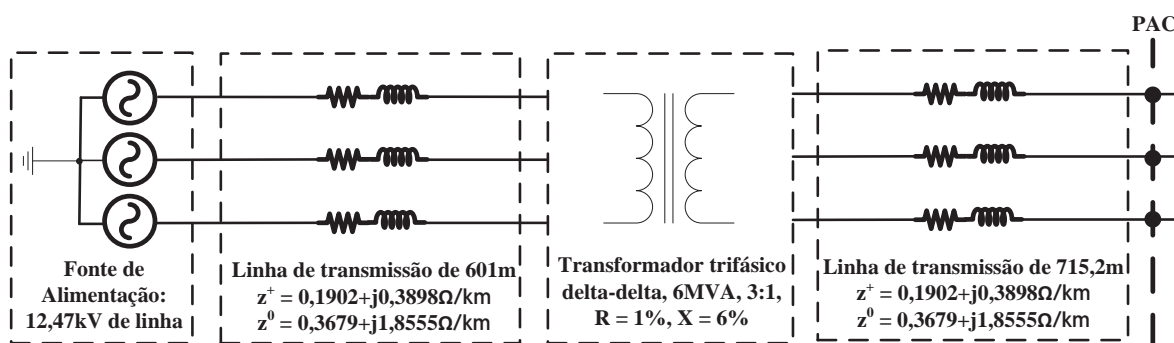 PAC
Fonte de
Alimentação:
12,47kV de linha
Linha de transmissão de 601m
z⁺ = 0,1902+j0,3898Ω/km
z⁰ = 0,3679+j1,8555Ω/km
Transformador trifásico
delta-delta, 6MVA, 3:1,
R = 1%, X = 6%
Linha de transmissão de 715,2m
z⁺ = 0,1902+j0,3898Ω/km
z⁰ = 0,3679+j1,8555Ω/km